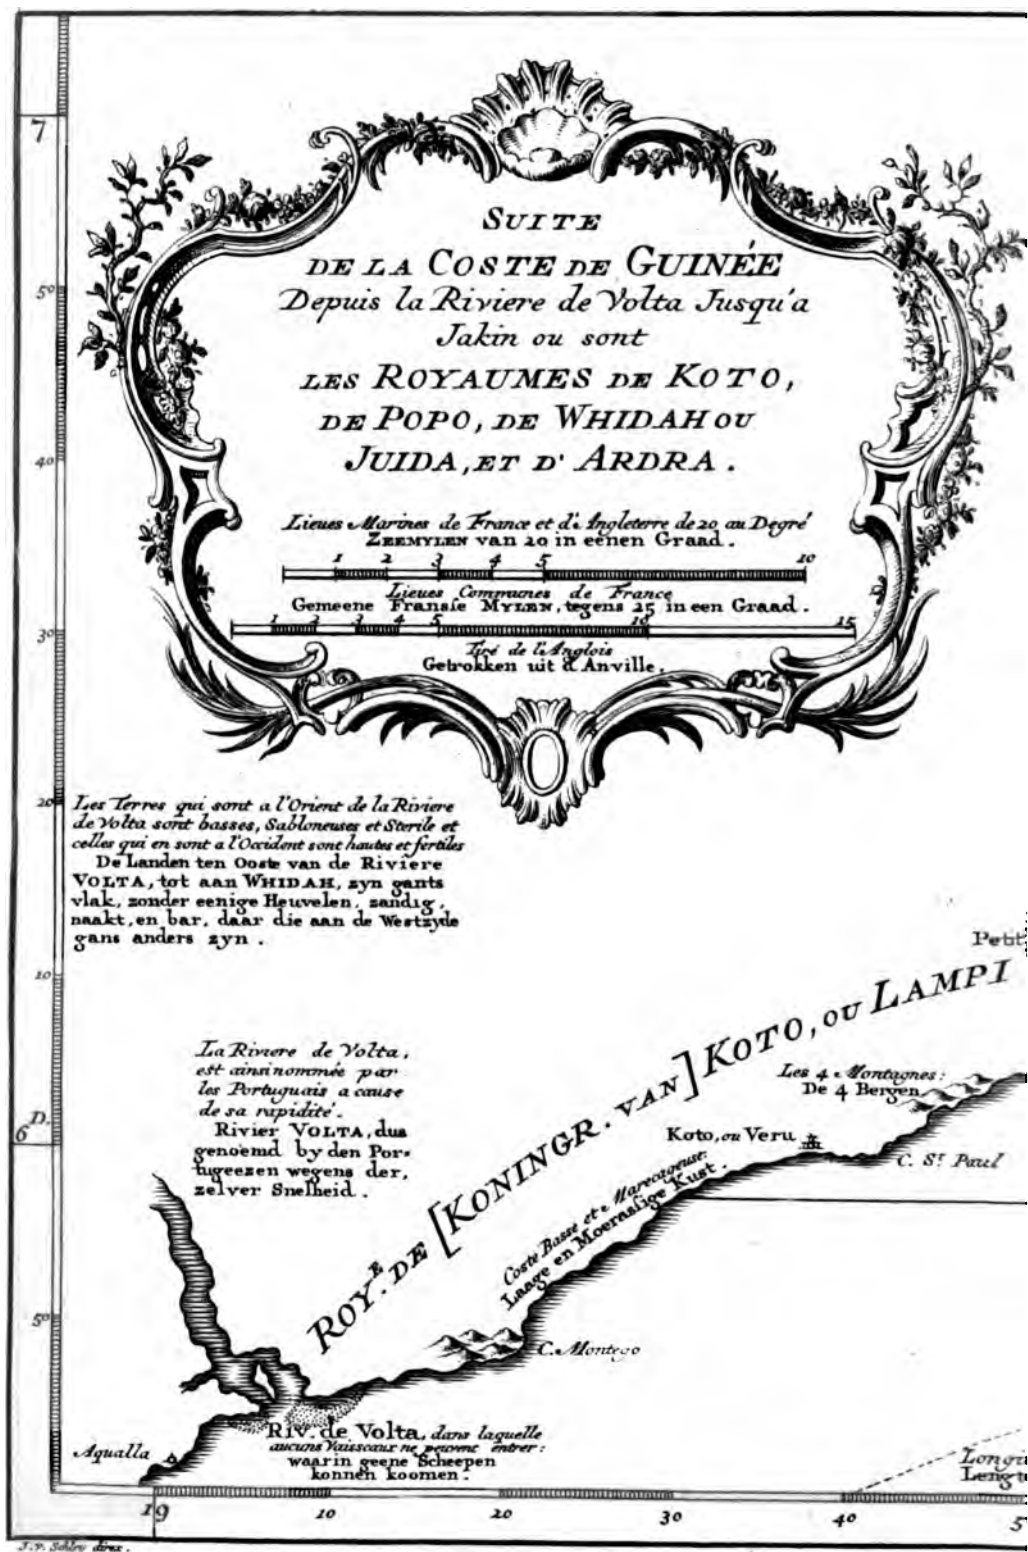 SUITE
DE LA COSTE DE GUINÉE
Depuis la Riviere de Volta Jusqu'a
Jakin ou sont
LES ROYAUMES DE KOTO,
DE POPO, DE WHIDAH OU
JUIDA, ET D'ARDRA.
Lieues Marines de France et d'Angleterre de 20 au Degré
ZEEMYLEN van 20 in eenen Graad.
1 2 3 4 5 10
Lieues Communes de France
Gemeene Franse MYLEN, tegens 25 in een Graad.
1 2 3 4 5 10 15
Tiré de l'Anglois
Getrokken uit d'Anville.
7
50
40
30
20
10
6 D.
50
Les Terres qui sont a l'Orient de la Riviere
de Volta sont basses, Sabloneuses et Sterile et
celles qui en sont a l'Occident sont hautes et fertiles
De Landen ten Ooste van de Riviere
VOLTA, tot aan WHIDAH, zyn gants
vlak, zonder eenige Heuvelen, zandig,
naakt, en bar, daar die aan de Westzyde
gans anders zyn.
Petit
ROY.E DE [KONINGR. VAN] KOTO, OU LAMPI
La Riviere de Volta,
est ainsi nommée par
les Portuguais a cause
de sa rapidité.
Rivier VOLTA, dus
genoemd by den Por-
tugeezen wegens der,
zelver Snelheid.
Les 4 Montagnes:
De 4 Bergen
Koto, ou Veru
C. St. Paul
Coste Basse et Marecageuse:
Laage en Moerassige Kust.
C. Montego
Riv. de Volta, dans laquelle
aucuns Vaisseaux ne peuvent entrer:
waarin geene Scheepen
konnen koomen.
Aqualla
Longi
Lengt
19 10 20 30 40 5
J. v. Schley direx.